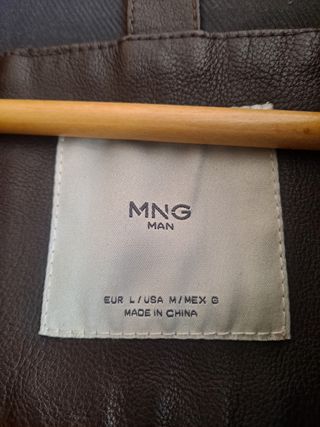 MNG
MAN
EUR L/USA M/MEX G
MADE IN CHINA